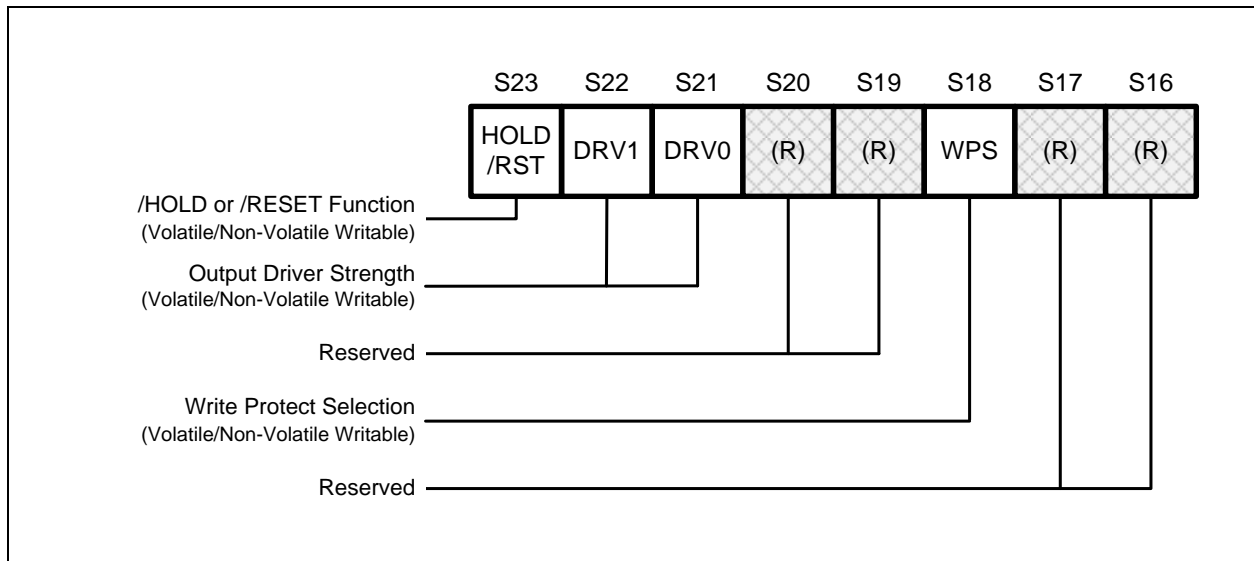 S23 S22 S21 S20 S19 S18 S17 S16
HOLD
/RST DRV1 DRV0 (R) (R) WPS (R) (R)
/HOLD or /RESET Function
(Volatile/Non-Volatile Writable)
Output Driver Strength
(Volatile/Non-Volatile Writable)
Reserved
Write Protect Selection
(Volatile/Non-Volatile Writable)
Reserved